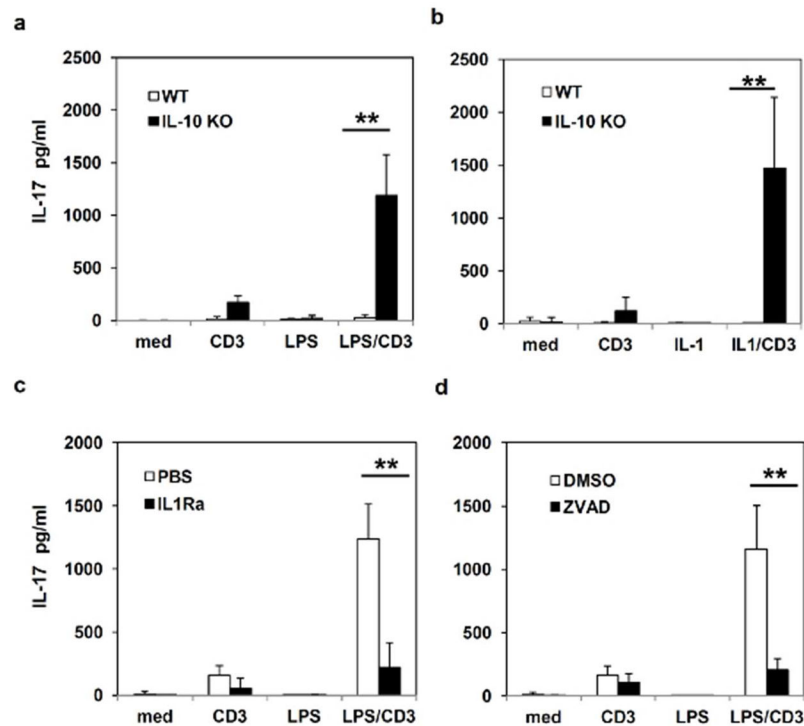 a
2500
2000
1500
1000
500
0
IL-17 pg/ml
WT
IL-10 KO
**
med CD3 LPS LPS/CD3
b
2500
2000
1500
1000
500
0
WT
IL-10 KO
**
med CD3 IL-1 IL1/CD3
c
2000
1500
1000
500
0
IL-17 pg/ml
PBS
IL1Ra
**
med CD3 LPS LPS/CD3
d
2000
1500
1000
500
0
DMSO
ZVAD
**
med CD3 LPS LPS/CD3